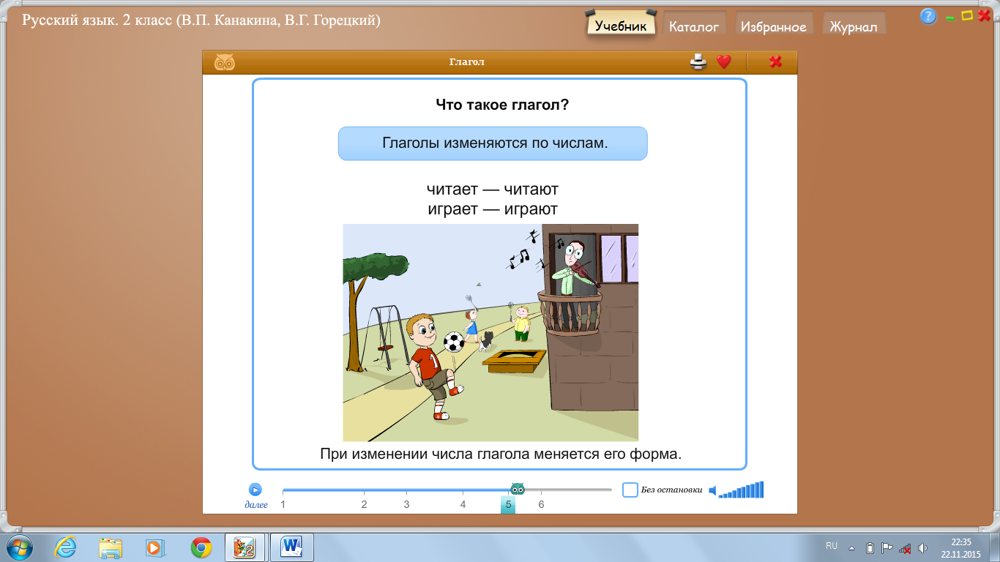 Русский язык. 2 класс (В.П. Канакина, В.Г. Горецкий)
Учебник
Каталог
Избранное
Журнал
?
Глагол
Что такое глагол?
Глаголы изменяются по числам.
читает — читают
играет — играют
1
При изменении числа глагола меняется его форма.
далее
1 2 3 4 5 6
Без остановки
2
W
RU
22:35
22.11.2015